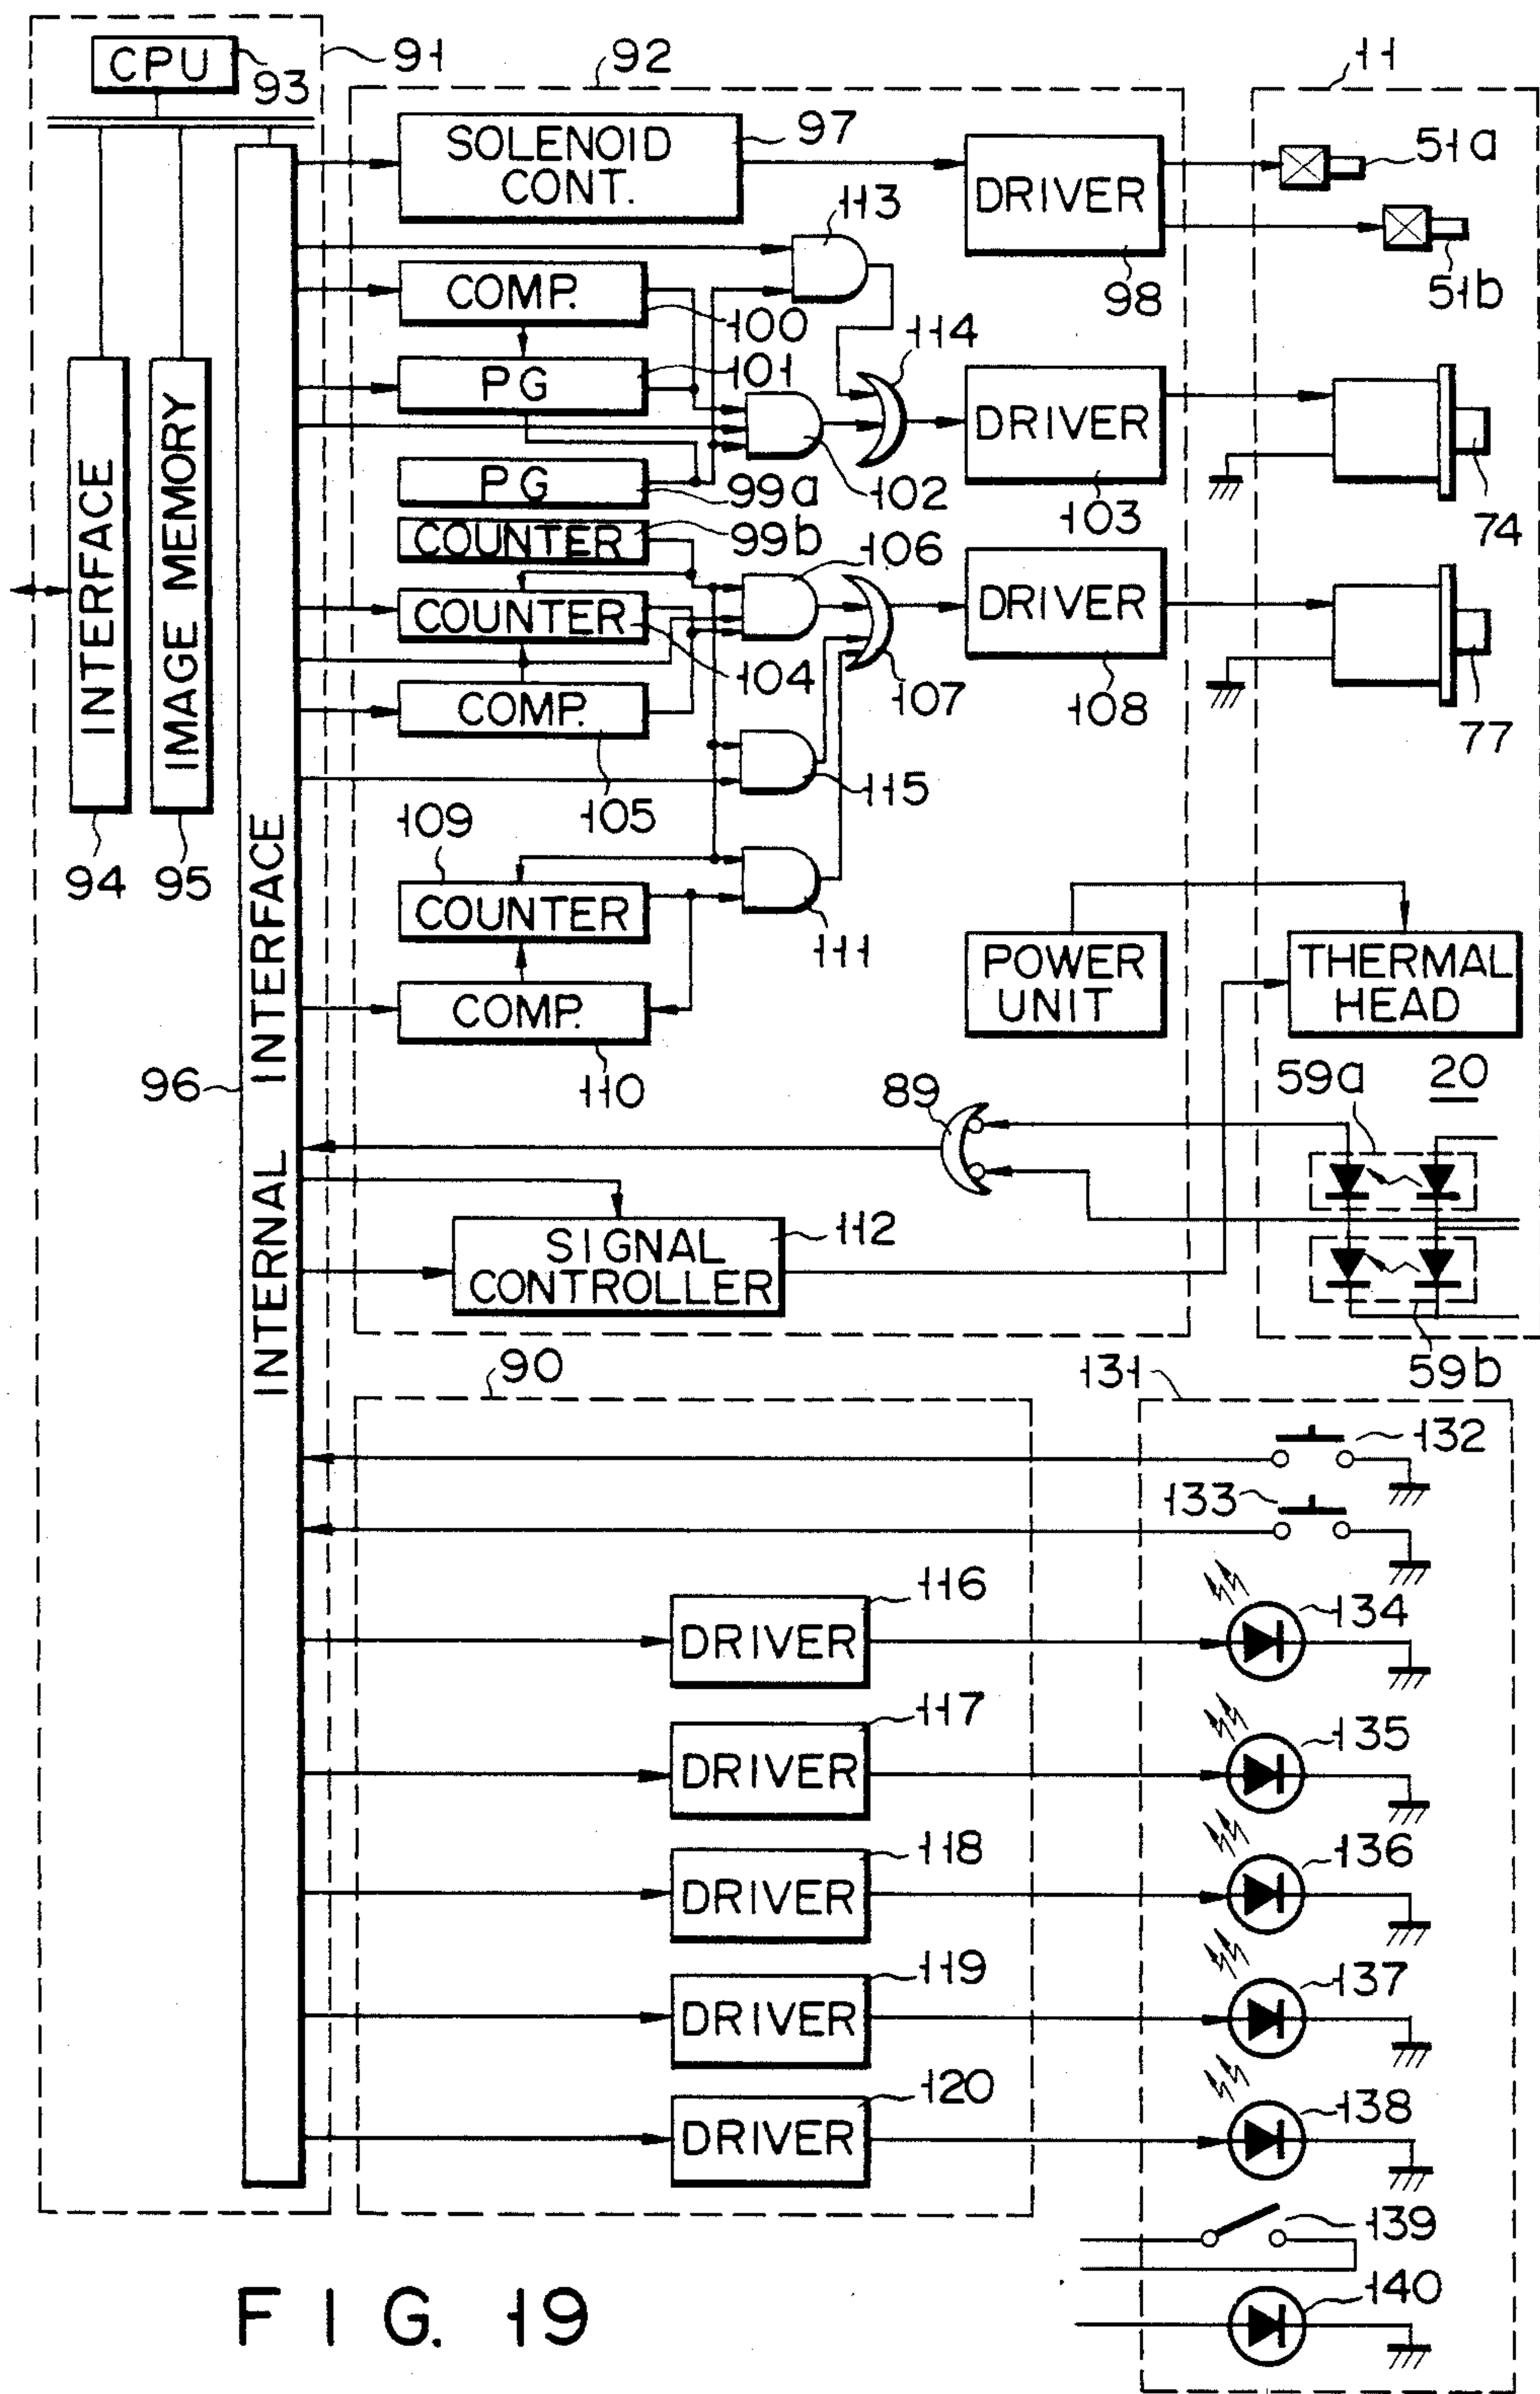 CPU
93
91
92
11
SOLENOID
CONT.
97
DRIVER
98
51a
51b
113
COMP.
100
114
PG
101
102
DRIVER
103
74
PG
99a
COUNTER
99b
106
COUNTER
104
107
DRIVER
108
77
COMP.
105
115
INTERFACE
94
IMAGE MEMORY
95
109
COUNTER
111
COMP.
110
POWER
UNIT
THERMAL
HEAD
20
INTERNAL INTERFACE
96
89
59a
59b
SIGNAL
CONTROLLER
112
90
131
132
133
DRIVER
116
134
DRIVER
117
135
DRIVER
118
136
DRIVER
119
137
DRIVER
120
138
139
140
FIG. 19